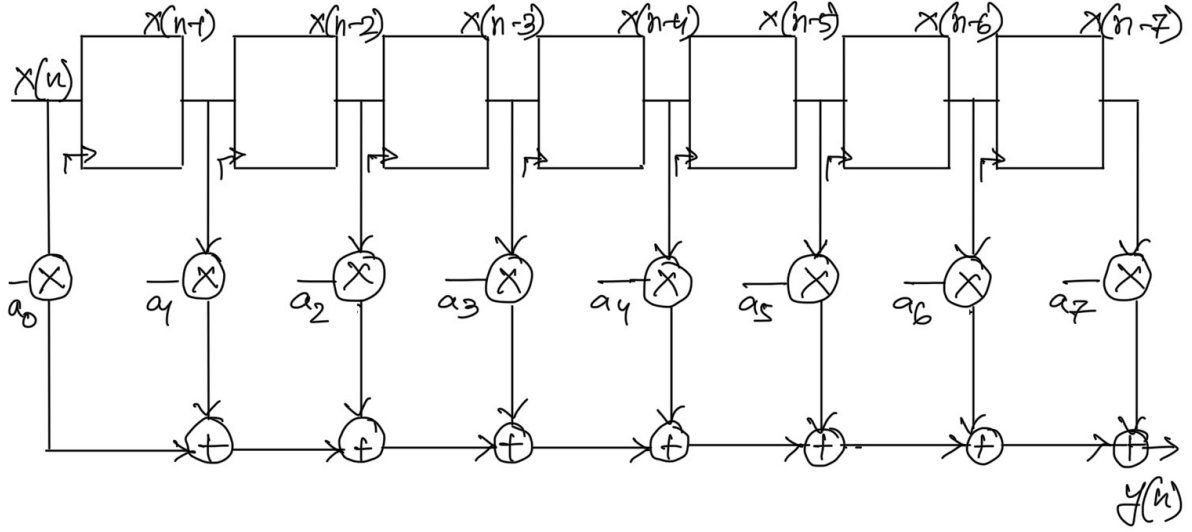 x(n-1) x(n-2) x(n-3) x(n-4) x(n-5) x(n-6) x(n-7)
x(n)
a0 a1 a2 a3 a4 a5 a6 a7
y(n)